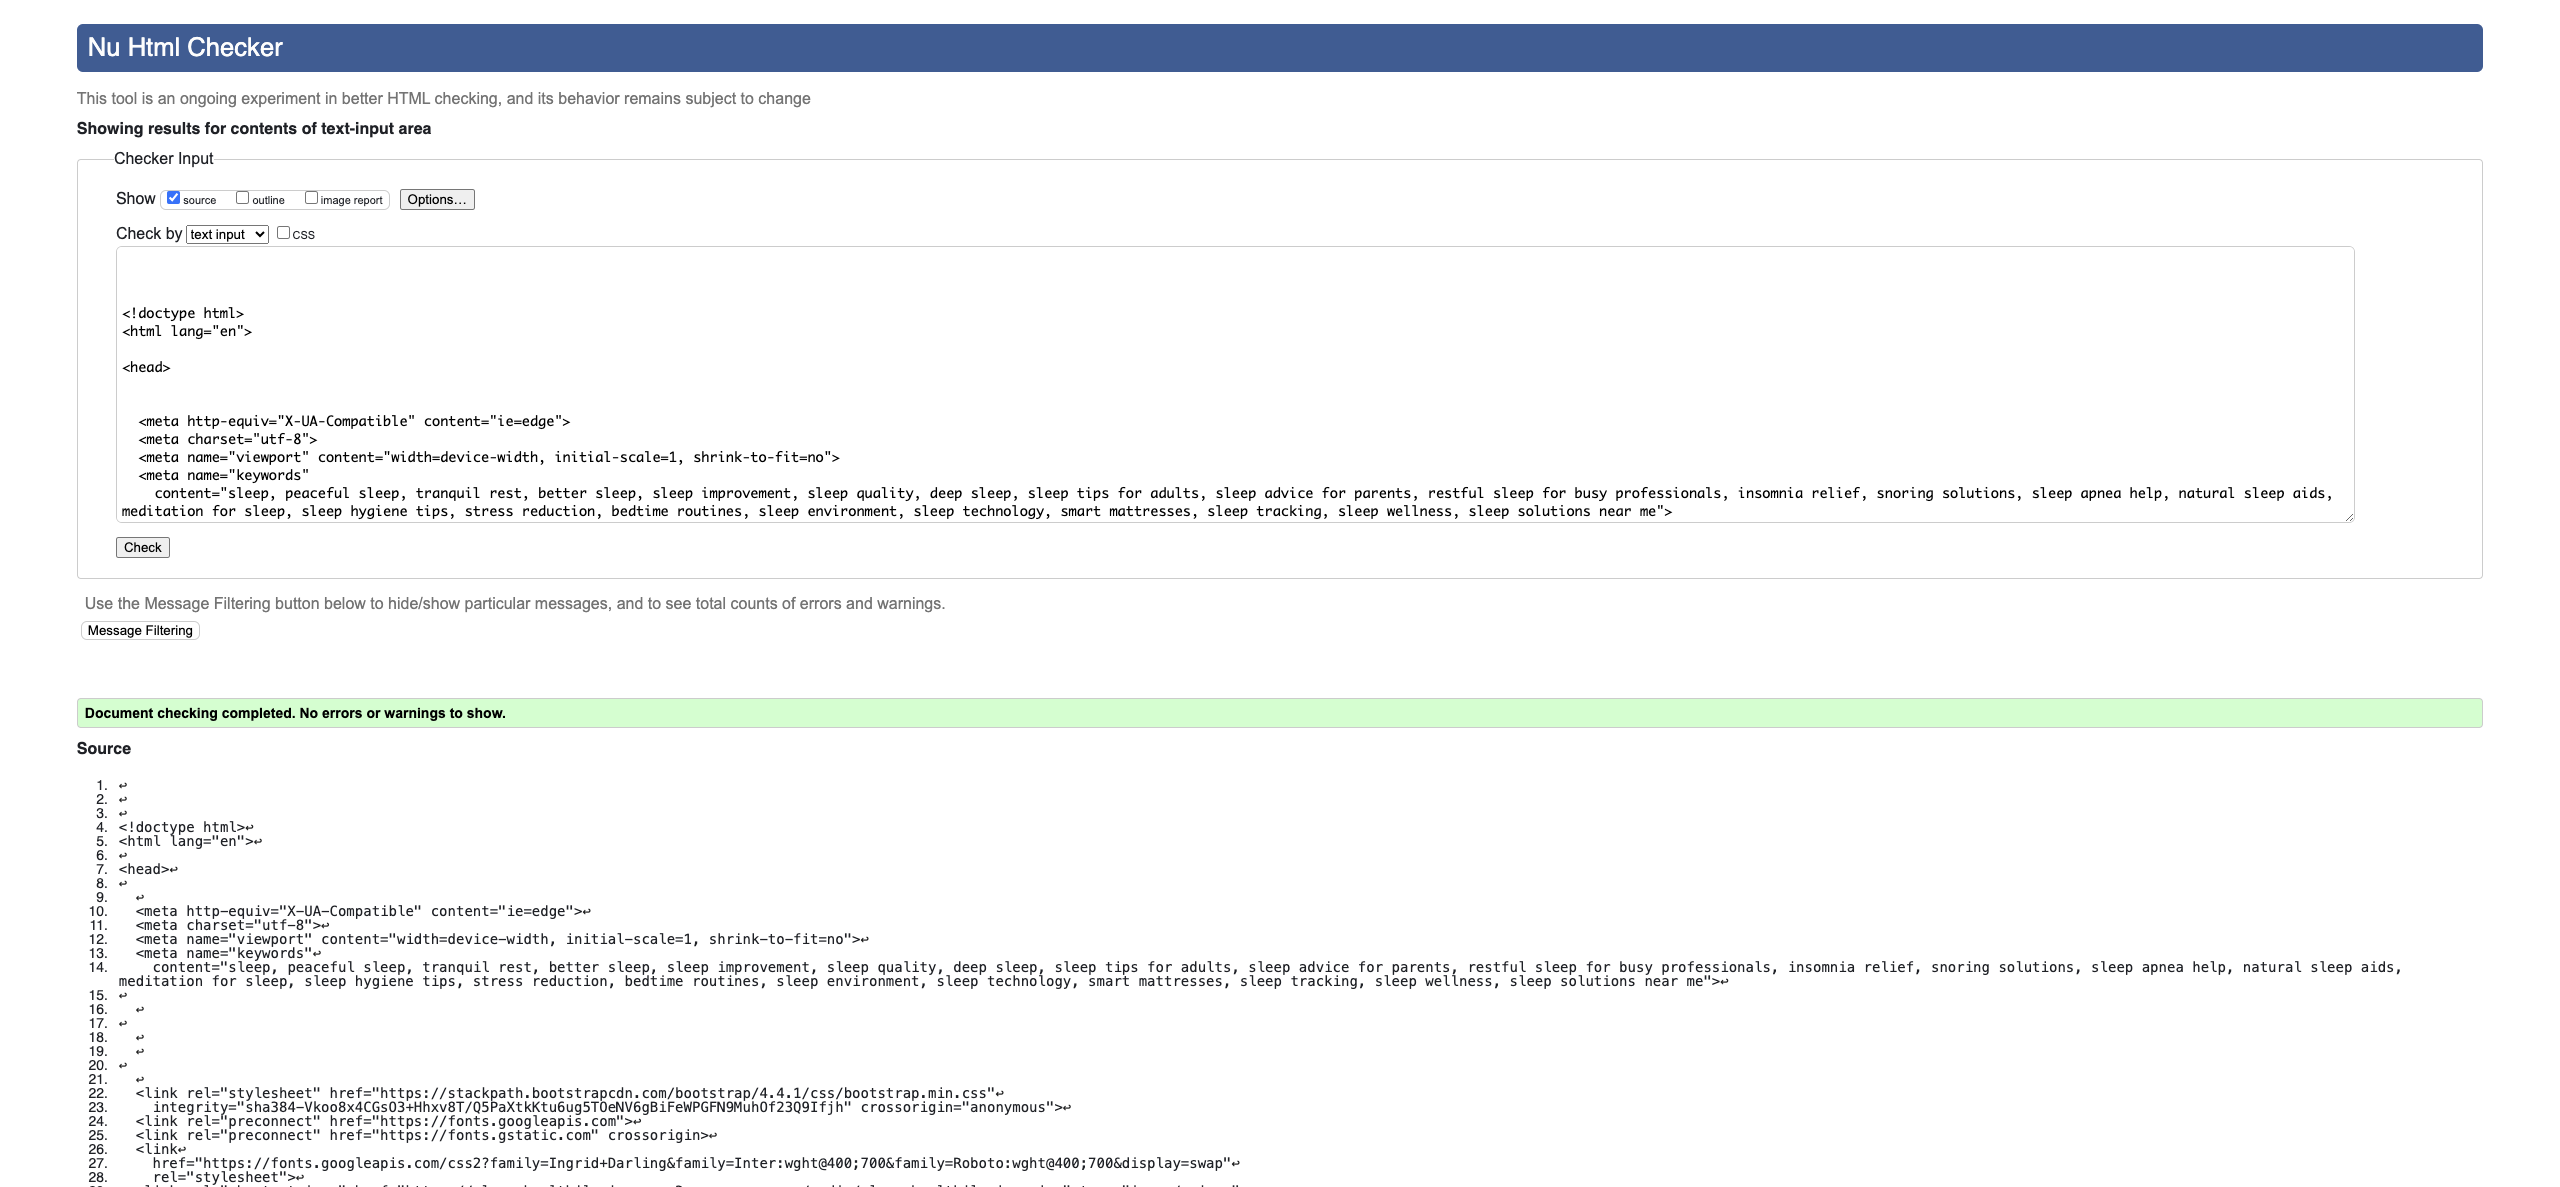 Nu Html Checker
This tool is an ongoing experiment in better HTML checking, and its behavior remains subject to change
Showing results for contents of text-input area
Checker Input
Show source outline image report Options...
Check by text input CSS
<!doctype html>
<html lang="en">
<head>
<meta http-equiv="X-UA-Compatible" content="ie=edge">
<meta charset="utf-8">
<meta name="viewport" content="width=device-width, initial-scale=1, shrink-to-fit=no">
<meta name="keywords"
content="sleep, peaceful sleep, tranquil rest, better sleep, sleep improvement, sleep quality, deep sleep, sleep tips for adults, sleep advice for parents, restful sleep for busy professionals, insomnia relief, snoring solutions, sleep apnea help, natural sleep aids,
meditation for sleep, sleep hygiene tips, stress reduction, bedtime routines, sleep environment, sleep technology, smart mattresses, sleep tracking, sleep wellness, sleep solutions near me">
Check
Use the Message Filtering button below to hide/show particular messages, and to see total counts of errors and warnings.
Message Filtering
Document checking completed. No errors or warnings to show.
Source
1. ↩
2. ↩
3. ↩
4. <!doctype html>↩
5. <html lang="en">↩
6. ↩
7. <head>↩
8. ↩
9. ↩
10. <meta http-equiv="X-UA-Compatible" content="ie=edge">↩
11. <meta charset="utf-8">↩
12. <meta name="viewport" content="width=device-width, initial-scale=1, shrink-to-fit=no">↩
13. <meta name="keywords"↩
14. content="sleep, peaceful sleep, tranquil rest, better sleep, sleep improvement, sleep quality, deep sleep, sleep tips for adults, sleep advice for parents, restful sleep for busy professionals, insomnia relief, snoring solutions, sleep apnea help, natural sleep aids,
meditation for sleep, sleep hygiene tips, stress reduction, bedtime routines, sleep environment, sleep technology, smart mattresses, sleep tracking, sleep wellness, sleep solutions near me">↩
15. ↩
16. ↩
17. ↩
18. ↩
19. ↩
20. ↩
21. ↩
22. <link rel="stylesheet" href="https://stackpath.bootstrapcdn.com/bootstrap/4.4.1/css/bootstrap.min.css"↩
23. integrity="sha384-Vkoo8x4CGsO3+Hhxv8T/Q5PaXtkKtu6ug5TOeNV6gBiFeWPGFN9MuhOf23Q9Ifjh" crossorigin="anonymous">↩
24. <link rel="preconnect" href="https://fonts.googleapis.com">↩
25. <link rel="preconnect" href="https://fonts.gstatic.com" crossorigin>↩
26. <link↩
27. href="https://fonts.googleapis.com/css2?family=Ingrid+Darling&family=Inter:wght@400;700&family=Roboto:wght@400;700&display=swap"↩
28. rel="stylesheet">↩